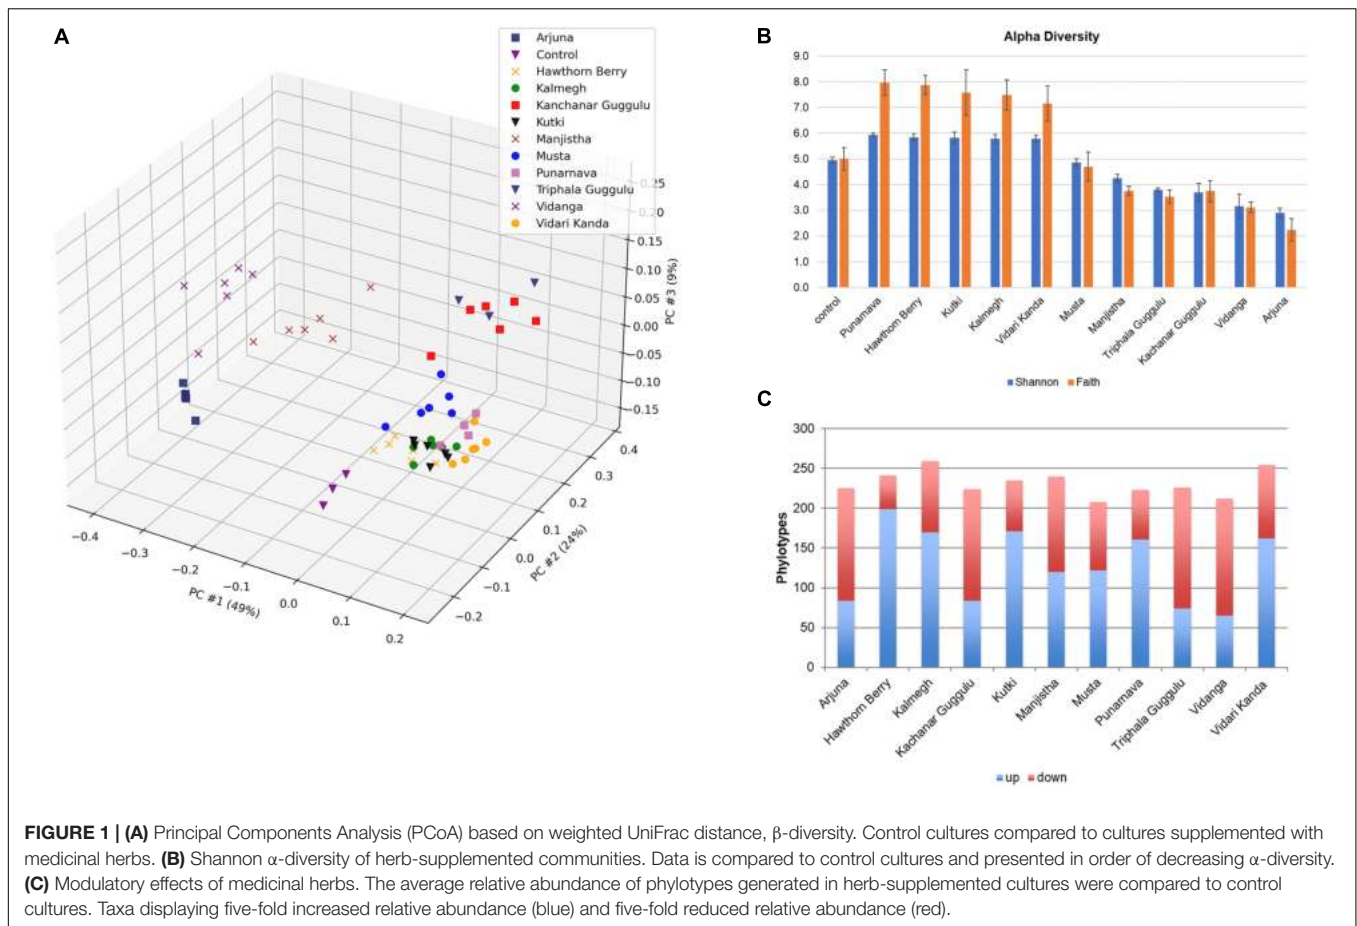 A
Arjuna
Control
Hawthorn Berry
Kalmegh
Kanchanar Guggulu
Kutki
Manjistha
Musta
Punarnava
Triphala Guggulu
Vidanga
Vidari Kanda
0.25
0.20
0.15
0.10
0.05
0.00
−0.05
−0.10
−0.15
PC #3 (9%)
0.4
0.3
0.2
0.1
0.0
−0.1
−0.2
PC #2 (24%)
−0.4
−0.3
−0.2
−0.1
0.0
0.1
0.2
PC #1 (49%)
B
Alpha Diversity
9.0
8.0
7.0
6.0
5.0
4.0
3.0
2.0
1.0
0.0
control
Punarnava
Hawthorn Berry
Kutki
Kalmegh
Vidari Kanda
Musta
Manjistha
Triphala Guggulu
Kachanar Guggulu
Vidanga
Arjuna
Shannon Faith
C
Phylotypes
300
250
200
150
100
50
0
Arjuna
Hawthorn Berry
Kalmegh
Kachanar Guggulu
Kutki
Manjistha
Musta
Punarnava
Triphala Guggulu
Vidanga
Vidari Kanda
up down
FIGURE 1 | (A) Principal Components Analysis (PCoA) based on weighted UniFrac distance, β-diversity. Control cultures compared to cultures supplemented with
medicinal herbs. (B) Shannon α-diversity of herb-supplemented communities. Data is compared to control cultures and presented in order of decreasing α-diversity.
(C) Modulatory effects of medicinal herbs. The average relative abundance of phylotypes generated in herb-supplemented cultures were compared to control
cultures. Taxa displaying five-fold increased relative abundance (blue) and five-fold reduced relative abundance (red).